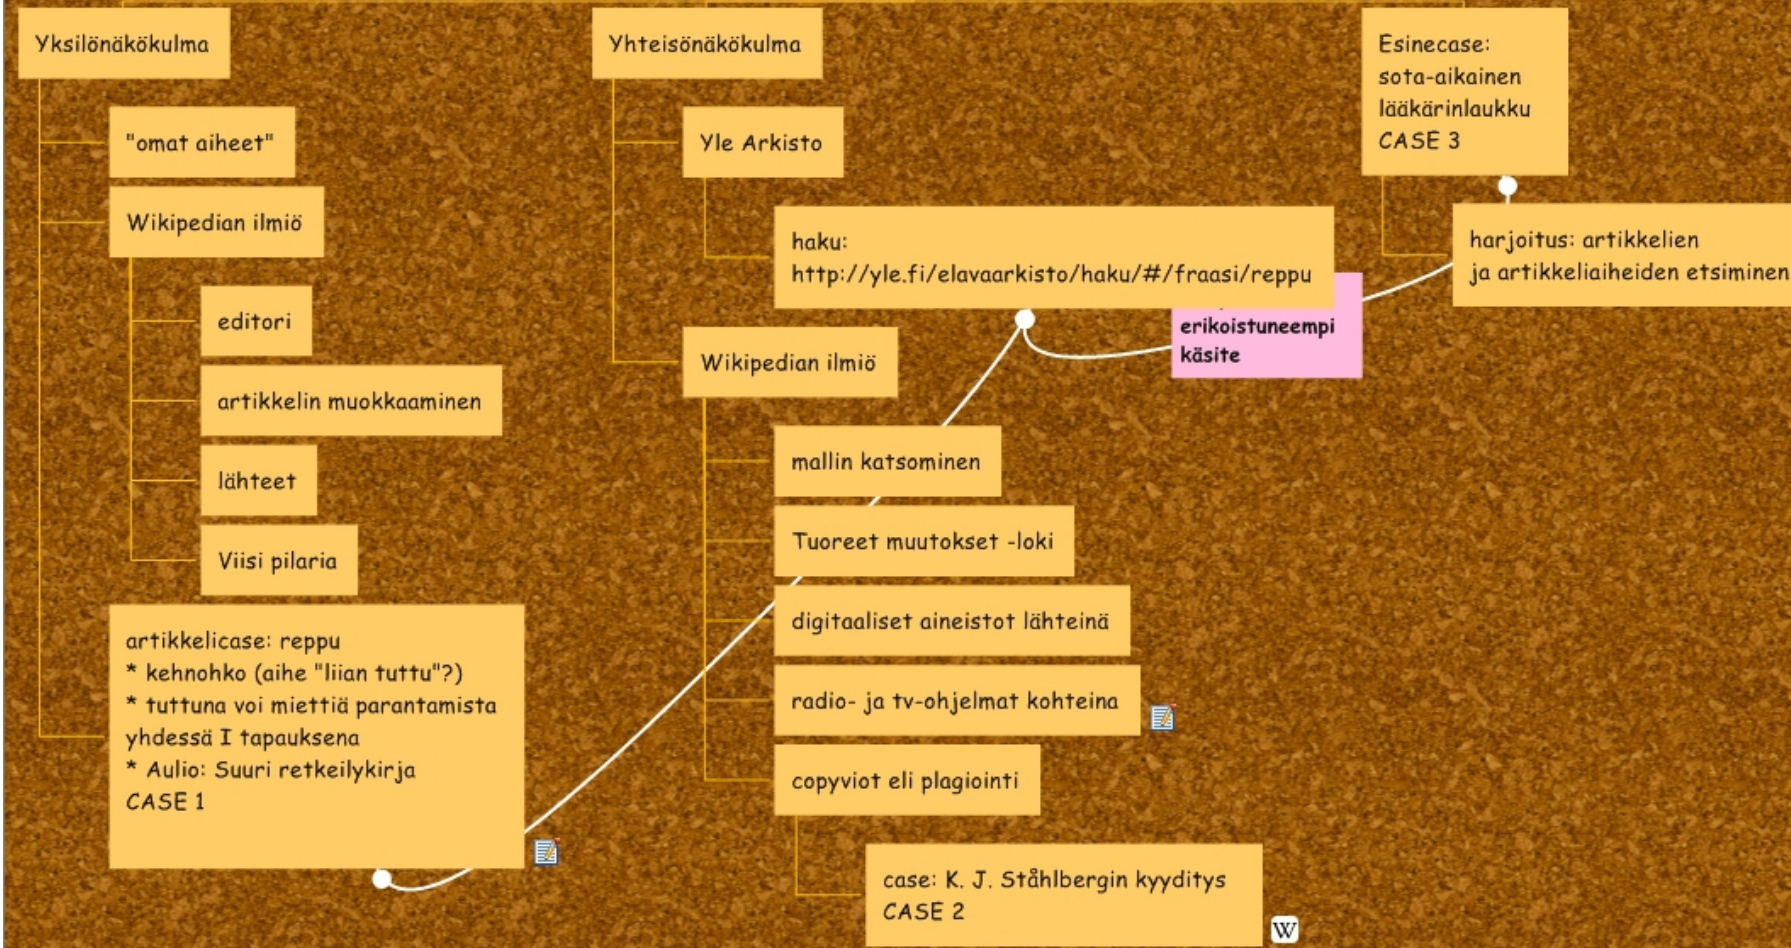 Yksilönäkökulma
"omat aiheet"
Wikipedian ilmiö
editori
artikkelin muokkaaminen
lähteet
Viisi pilaria
artikkelicase: reppu
* kehnohko (aihe "liian tuttu"?)
* tuttuna voi miettiä parantamista
yhdessä I tapauksena
* Aulio: Suuri retkeilykirja
CASE 1
Yhteisönäkökulma
Yle Arkisto
haku:
http://yle.fi/elavaarkisto/haku/#/fraasi/reppu
erikoistuneempi
käsite
Wikipedian ilmiö
mallin katsominen
Tuoreet muutokset -loki
digitaaliset aineistot lähteinä
radio- ja tv-ohjelmat kohteina
copyviot eli plagiointi
case: K. J. Ståhlbergin kyyditys
CASE 2
W
Esinecase:
sota-aikainen
lääkärinlaukku
CASE 3
harjoitus: artikkelien
ja artikkeliaiheiden etsiminen